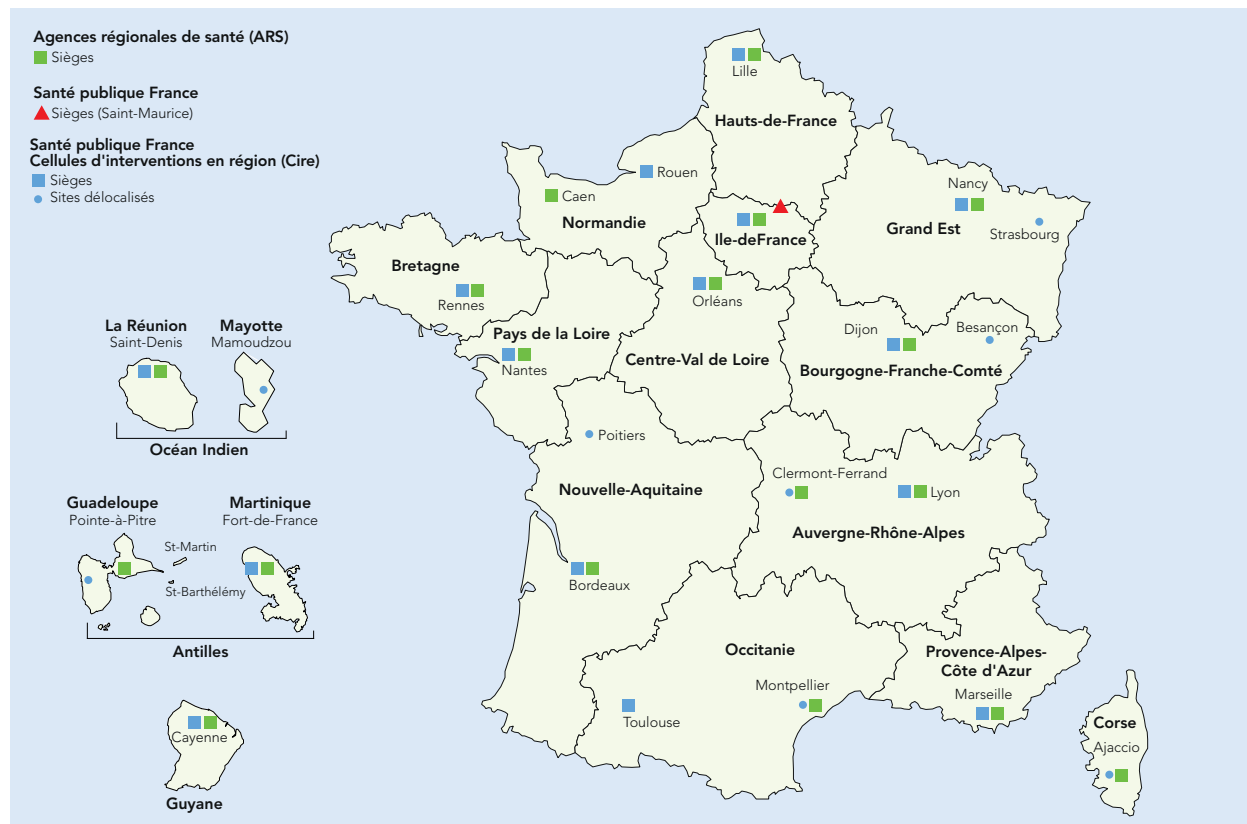 Agences régionales de santé (ARS)
Sièges
Santé publique France
Sièges (Saint-Maurice)
Santé publique France
Cellules d'interventions en région (Cire)
Sièges
Sites délocalisés
Lille
Hauts-de-France
Rouen
Caen
Normandie
Ile-deFrance
Nancy
Grand Est
Strasbourg
Bretagne
Rennes
Orléans
Pays de la Loire
Nantes
Centre-Val de Loire
Dijon
Besançon
Bourgogne-Franche-Comté
La Réunion
Saint-Denis
Mayotte
Mamoudzou
Océan Indien
Poitiers
Nouvelle-Aquitaine
Clermont-Ferrand
Lyon
Auvergne-Rhône-Alpes
Guadeloupe
Pointe-à-Pitre
Martinique
Fort-de-France
St-Martin
St-Barthélémy
Antilles
Bordeaux
Occitanie
Montpellier
Toulouse
Provence-Alpes-
Côte d'Azur
Marseille
Corse
Ajaccio
Cayenne
Guyane